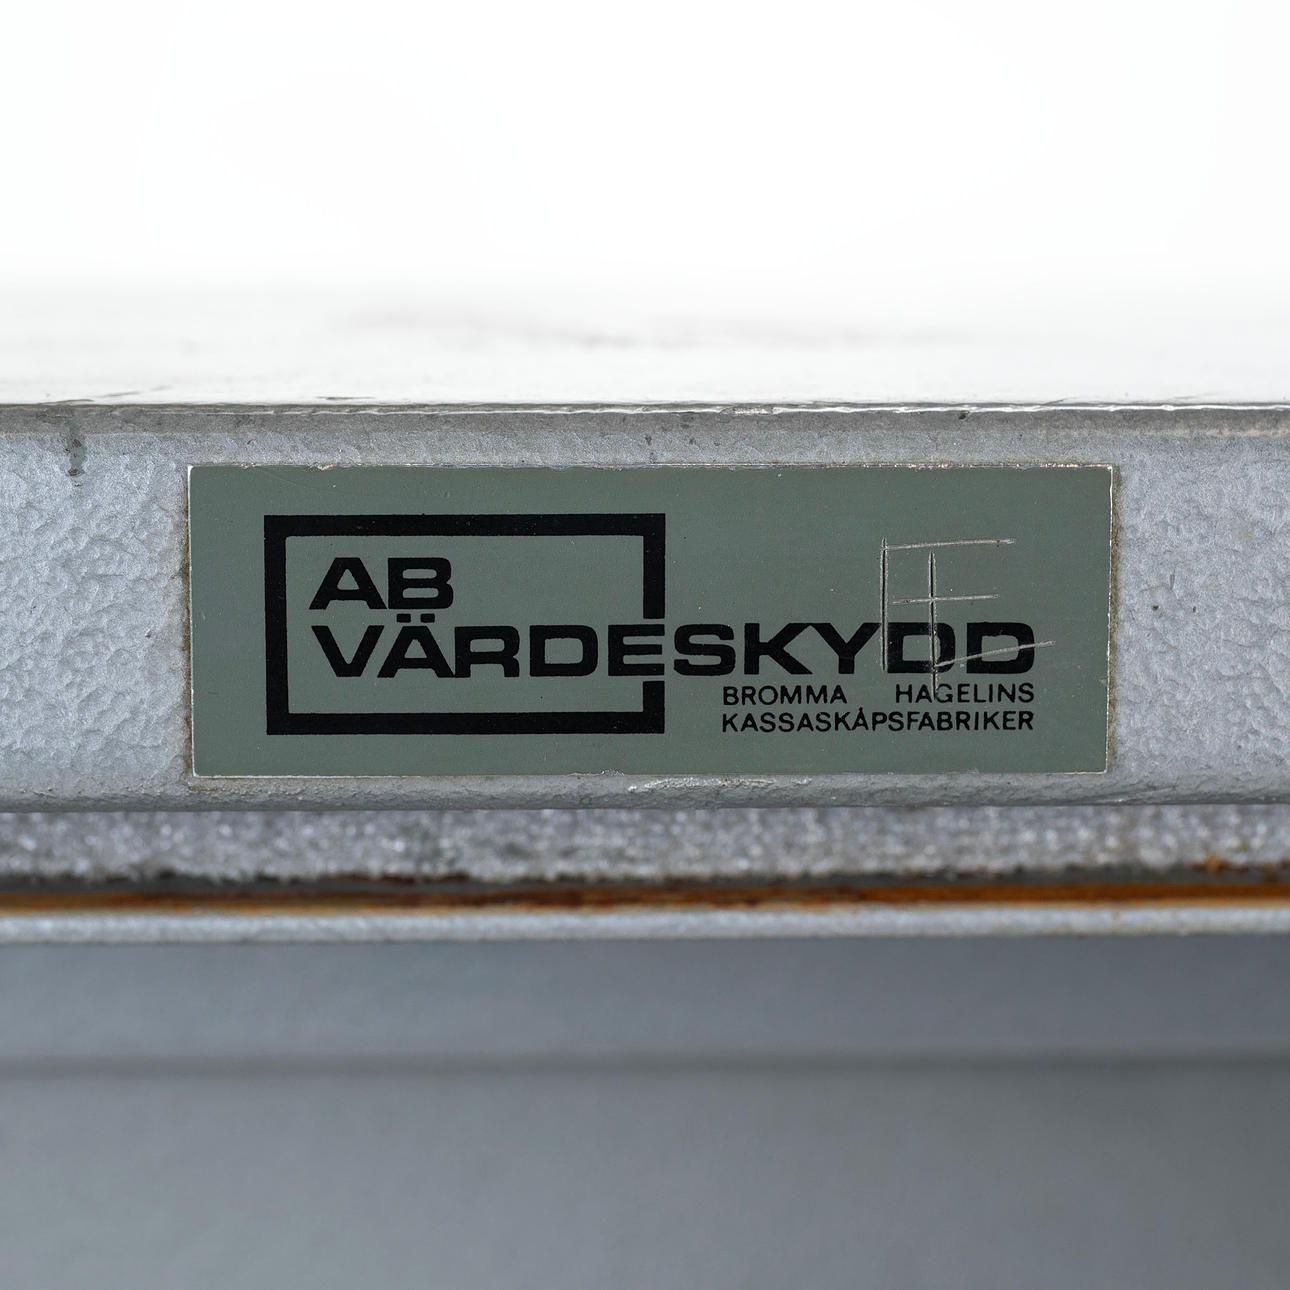 AB
VÄRDESKYDD
BROMMA HAGELINS
KASSASKÅPSFABRIKER